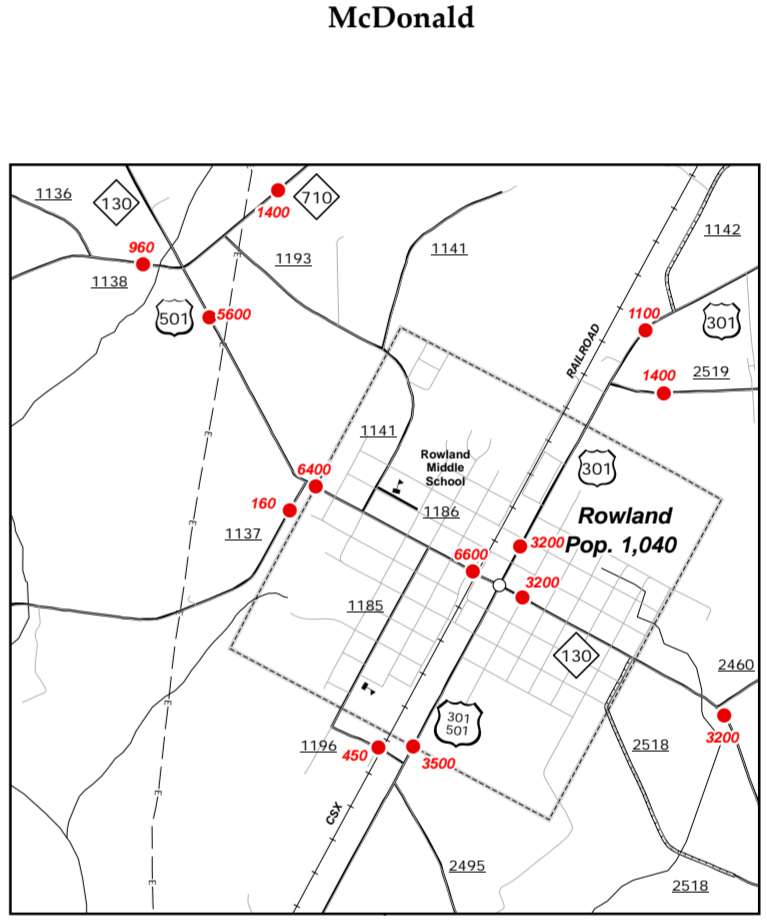 McDonald
1136
130
710
1400
1142
960
1193
1141
1138
E
501
5600
1100
301
RAILROAD
1400
2519
1141
E
Rowland
Middle
School
301
6400
160
1186
Rowland
Pop. 1,040
E
1137
3200
6600
3200
1185
E
130
2460
301
501
1196
450
3500
2518
3200
E
CSX
2495
E
2518